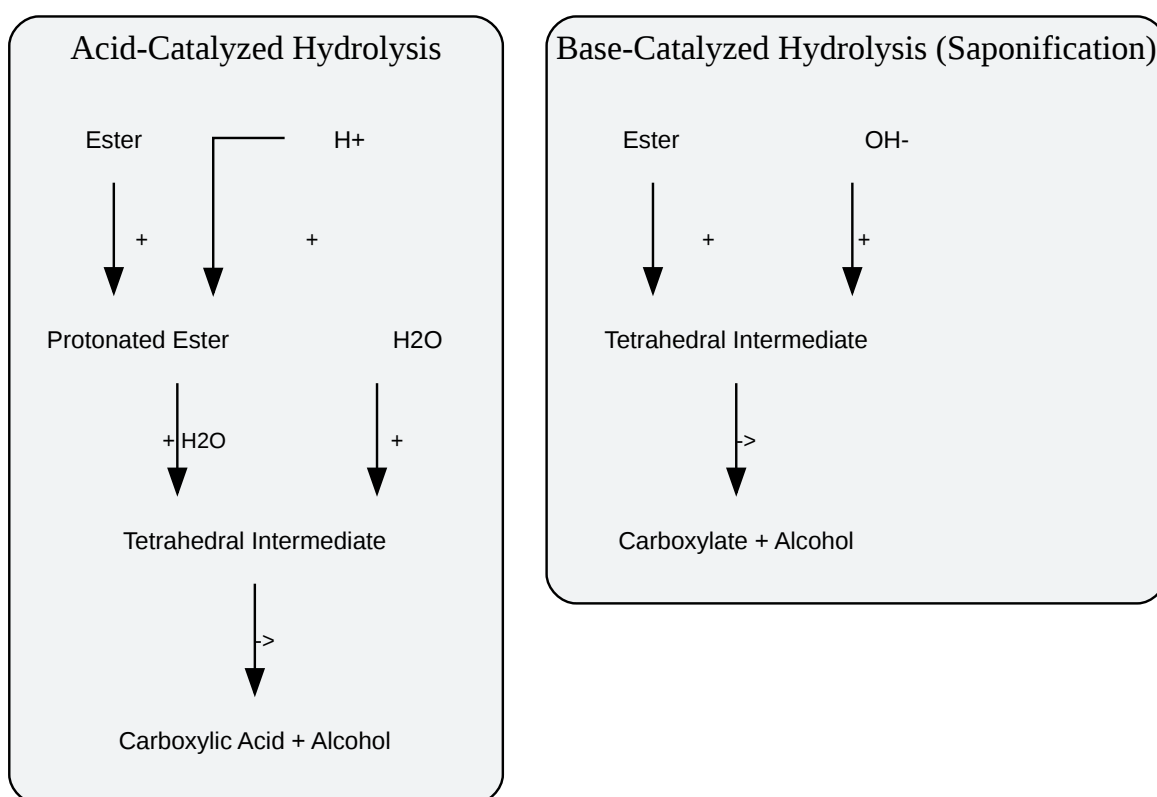 Acid-Catalyzed Hydrolysis
Ester
H+
+
+
Protonated Ester
H2O
+ H2O
+
Tetrahedral Intermediate
->
Carboxylic Acid + Alcohol
Base-Catalyzed Hydrolysis (Saponification)
Ester
OH-
+
+
Tetrahedral Intermediate
->
Carboxylate + Alcohol